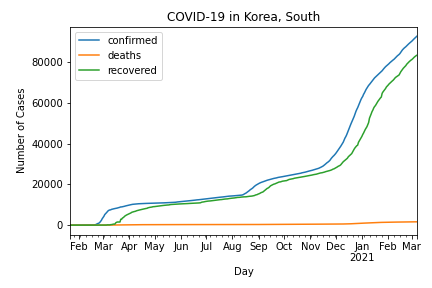 COVID-19 in Korea, South
confirmed
deaths
recovered
Number of Cases
80000
60000
40000
20000
0
Feb Mar Apr May Jun Jul Aug Sep Oct Nov Dec Jan Feb Mar
2021
Day